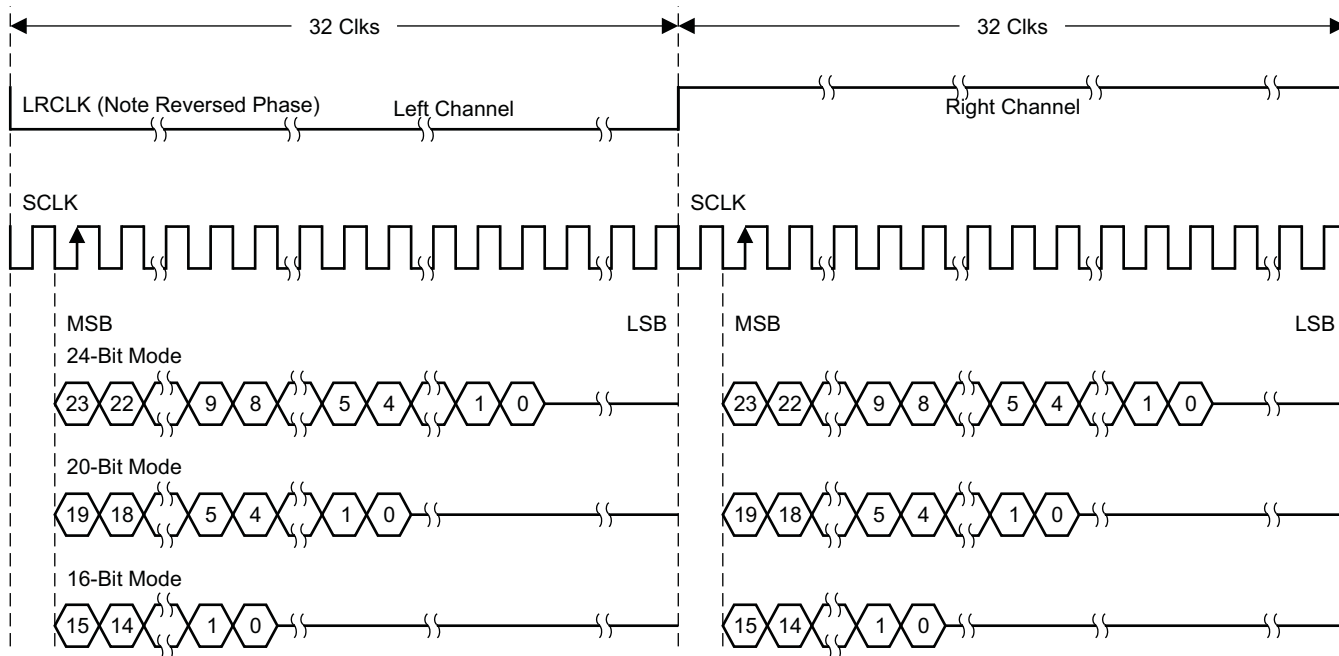 32 Clks 32 Clks
LRCLK (Note Reversed Phase) Left Channel Right Channel
SCLK SCLK
MSB LSB MSB LSB
24-Bit Mode
23 22 9 8 5 4 1 0 23 22 9 8 5 4 1 0
20-Bit Mode
19 18 5 4 1 0 19 18 5 4 1 0
16-Bit Mode
15 14 1 0 15 14 1 0